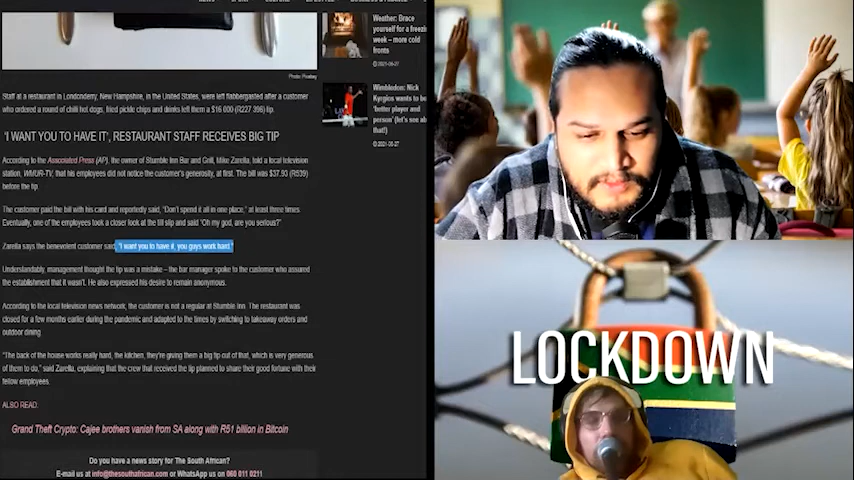 Photo: Pixabay
Staff at a restaurant in Londonderry, New Hampshire, in the United States, were left flabbergasted after a customer
who ordered a round of chilli hot dogs, fried pickle chips and drinks left them a $16 000 (R227 396) tip.
'I WANT YOU TO HAVE IT', RESTAURANT STAFF RECEIVES BIG TIP
According to the Associated Press (AP), the owner of Stumble Inn Bar and Grill, Mike Zarella, told a local television
station, WMUR-TV, that his employees did not notice the customer's generosity, at first. The bill was $37.93 (R539)
before the tip.
The customer paid the bill with his card and reportedly said, "Don't spend it all in one place," at least three times.
Eventually, one of the employees took a closer look at the till slip and said "Oh my god, are you serious?"
Zarella says the benevolent customer said, "I want you to have it, you guys work hard."
Understandably, management thought the tip was a mistake – the bar manager spoke to the customer who assured
the establishment that it wasn't. He also expressed his desire to remain anonymous.
According to the local television news network, the customer is not a regular at Stumble Inn. The restaurant was
closed for a few months earlier during the pandemic and adapted to the times by switching to takeaway orders and
outdoor dining.
"The back of the house works really hard, the kitchen, they're giving them a big tip out of that, which is very generous
of them to do," said Zarella, explaining that the crew that received the tip planned to share their good fortune with their
fellow employees.
ALSO READ:
Grand Theft Crypto: Cajee brothers vanish from SA along with R51 billion in Bitcoin
Do you have a news story for The South African?
E-mail us at info@thesouthafrican.com or WhatsApp us on 060 011 0211
Weather: Brace
yourself for a freezing
week – more cold
fronts
2021-06-27
Wimbledon: Nick
Kyrgios wants to be
'better player and
person' (let's see about
that!)
2021-06-27
LOCKDOWN